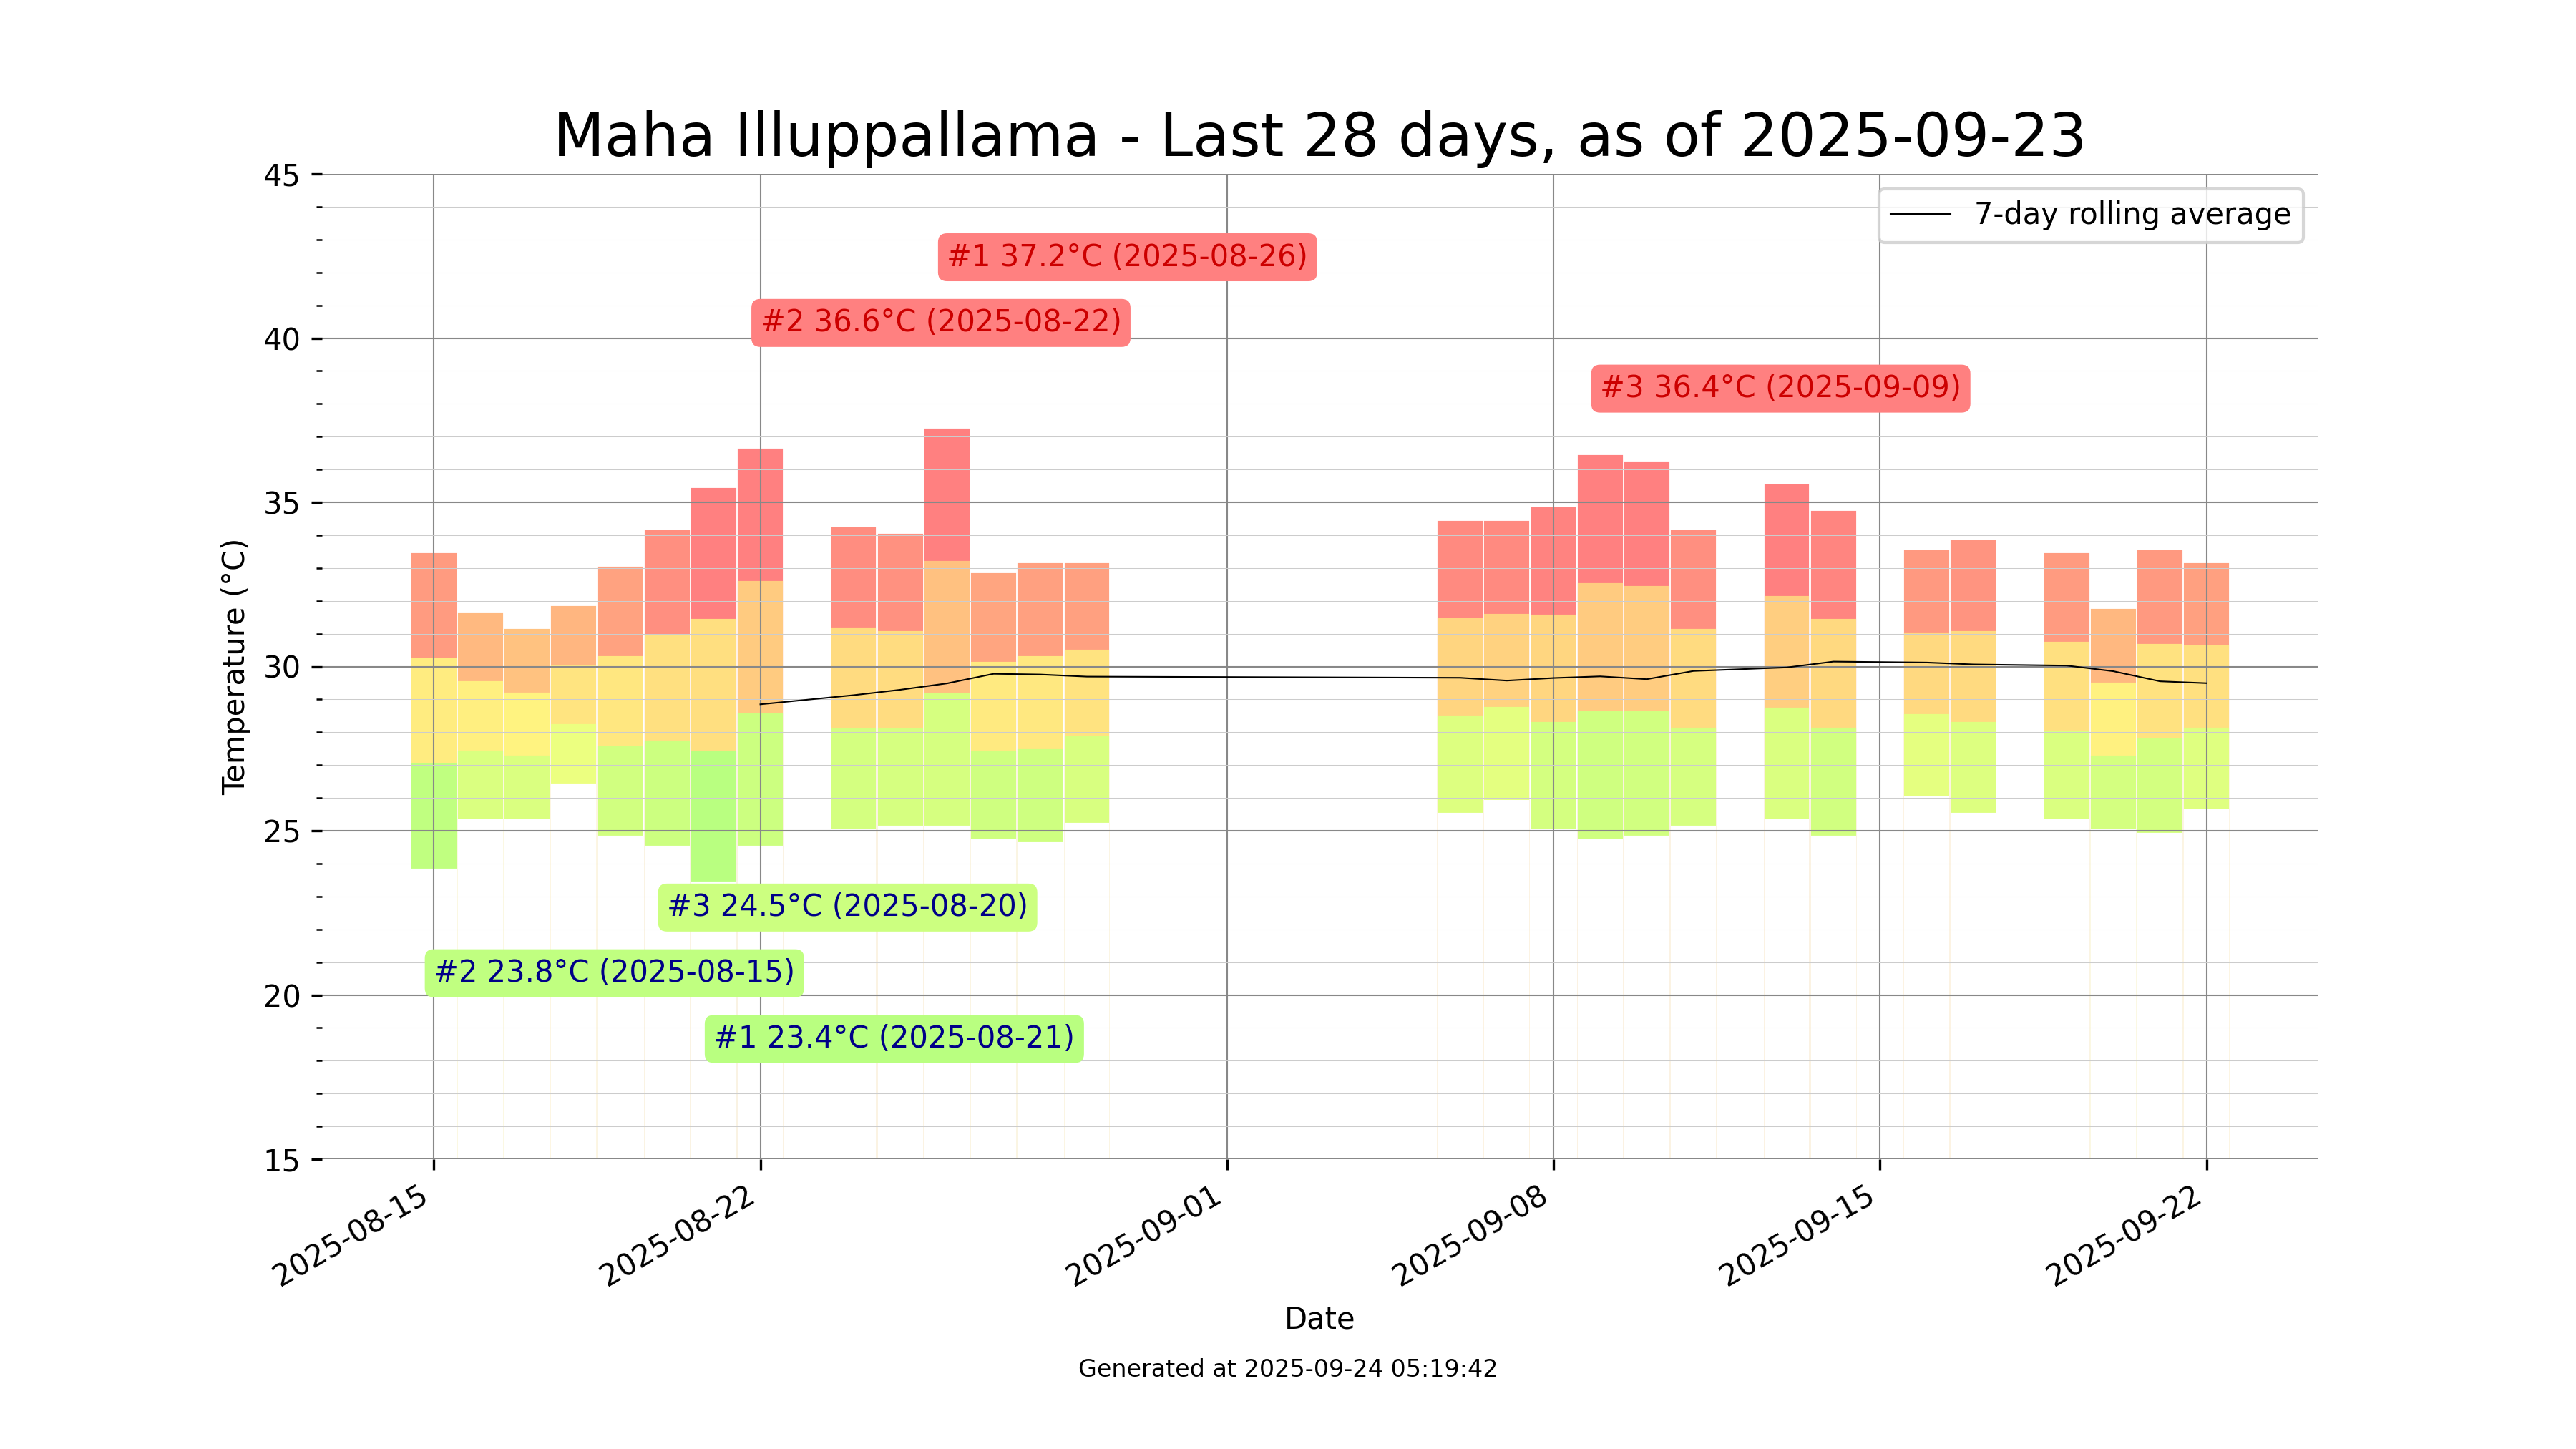 Maha Illuppallama - Last 28 days, as of 2025-09-23
45
7-day rolling average
#1 37.2°C (2025-08-26)
#2 36.6°C (2025-08-22)
40
#3 36.4°C (2025-09-09)
35
Temperature (°C)
30
25
#3 24.5°C (2025-08-20)
#2 23.8°C (2025-08-15)
20
#1 23.4°C (2025-08-21)
15
2025-08-15
2025-08-22
2025-09-01
2025-09-08
2025-09-15
2025-09-22
Date
Generated at 2025-09-24 05:19:42